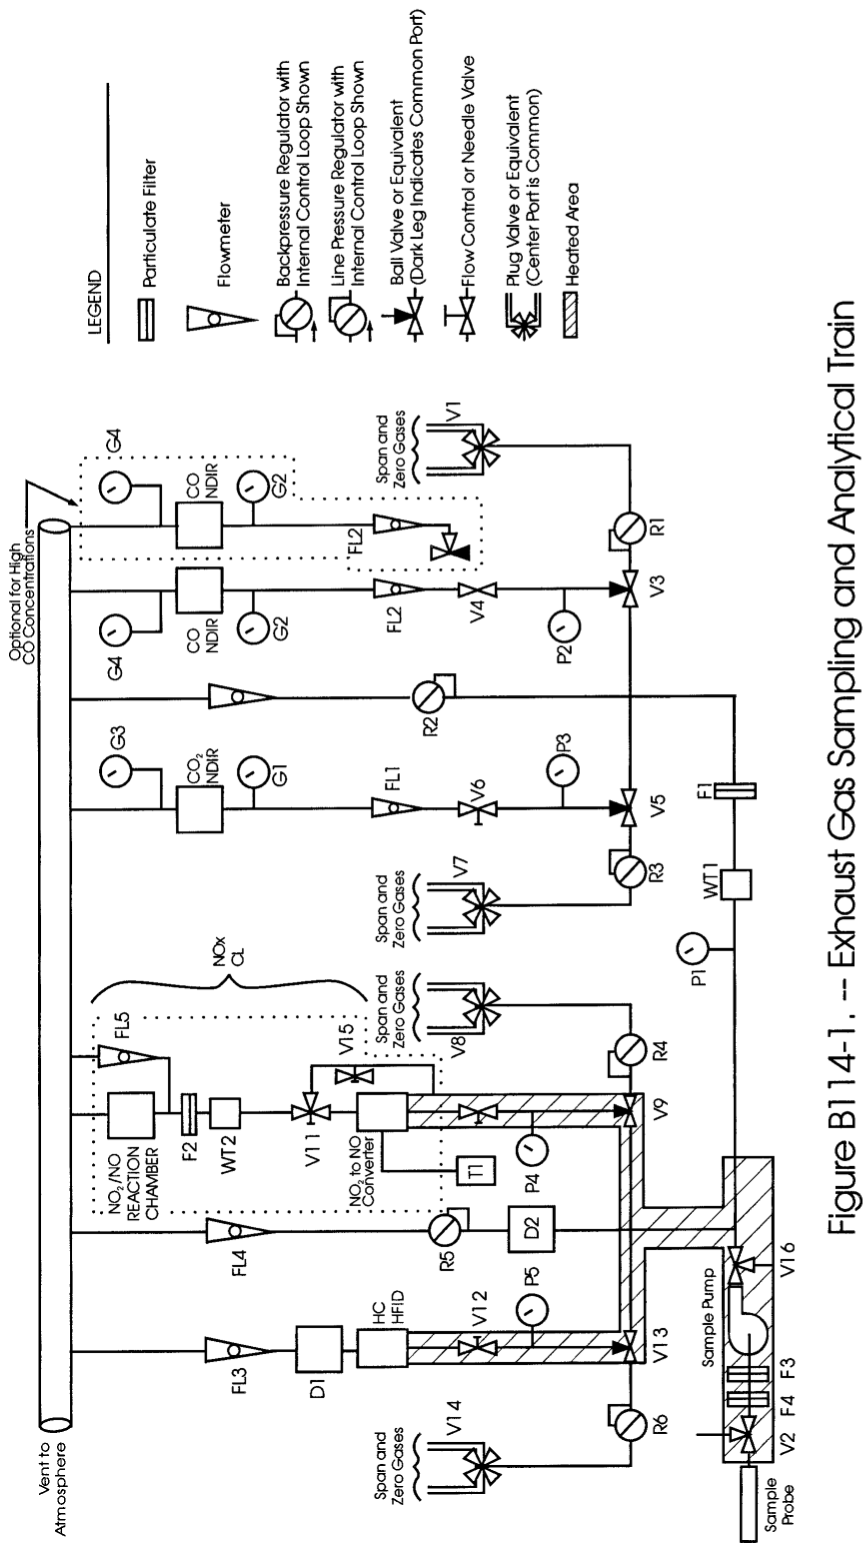 Vent to
Atmosphere
Optional for High
CO Concentrations
LEGEND
Particulate Filter
Flowmeter
Backpressure Regulator with
Internal Control Loop Shown
Line Pressure Regulator with
Internal Control Loop Shown
Ball Valve or Equivalent
(Dark Leg Indicates Common Port)
Flow Control or Needle Valve
Plug Valve or Equivalent
(Center Port is Common)
Heated Area
FL3
D1
HC
HFID
V12
P5
V13
Span and
Zero Gases
V14
R6
FL4
R5
D2
NOx
CL
FL5
NO2/NO
REACTION
CHAMBER
F2
WT2
V11
V15
NO2 to NO
Converter
T1
P4
V9
Span and
Zero Gases
V8
R4
G3
CO2
NDIR
G1
FL1
V6
P3
V5
Span and
Zero Gases
V7
R3
R2
G4
CO
NDIR
G2
FL2
V4
P2
V3
G4
CO
NDIR
G2
FL2
Span and
Zero Gases
V1
R1
Sample
Probe
V2
F4
F3
Sample Pump
V16
P1
WT1
F1
Figure B114-1. -- Exhaust Gas Sampling and Analytical Train